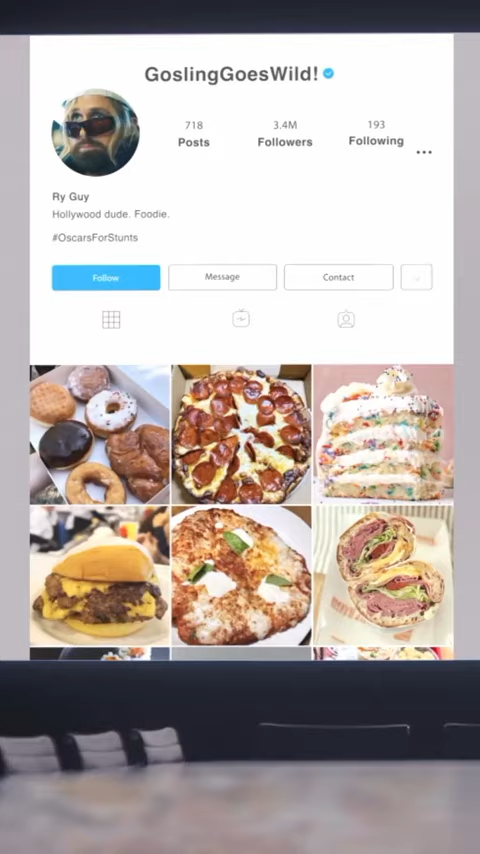 GoslingGoesWild!
718 3.4M 193
Posts Followers Following
Ry Guy
Hollywood dude. Foodie.
#OscarsForStunts
Follow Message Contact